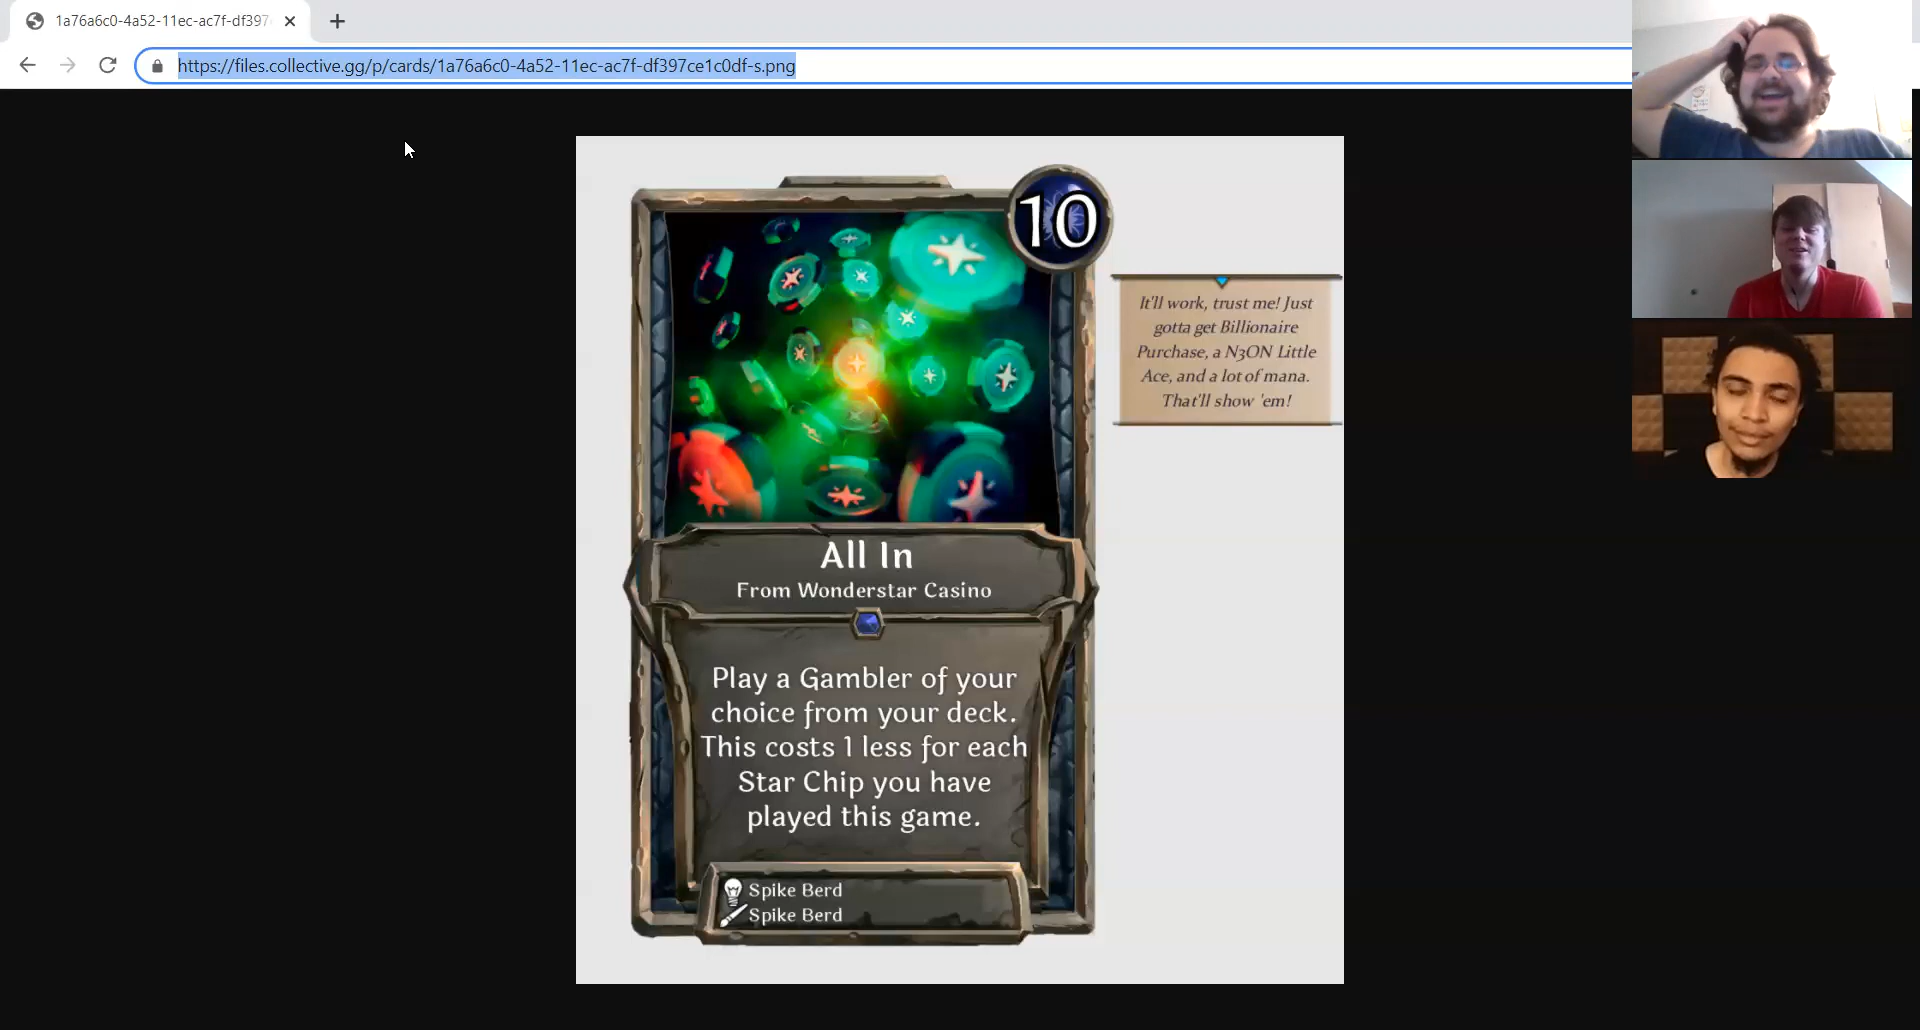 1a76a6c0-4a52-11ec-ac7f-df397
https://files.collective.gg/p/cards/1a76a6c0-4a52-11ec-ac7f-df397ce1c0df-s.png
10
It'll work, trust me! Just
gotta get Billionaire
Purchase, a N3ON Little
Ace, and a lot of mana.
That'll show 'em!
All In
From Wonderstar Casino
Play a Gambler of your
choice from your deck.
This costs 1 less for each
Star Chip you have
played this game.
Spike Berd
Spike Berd